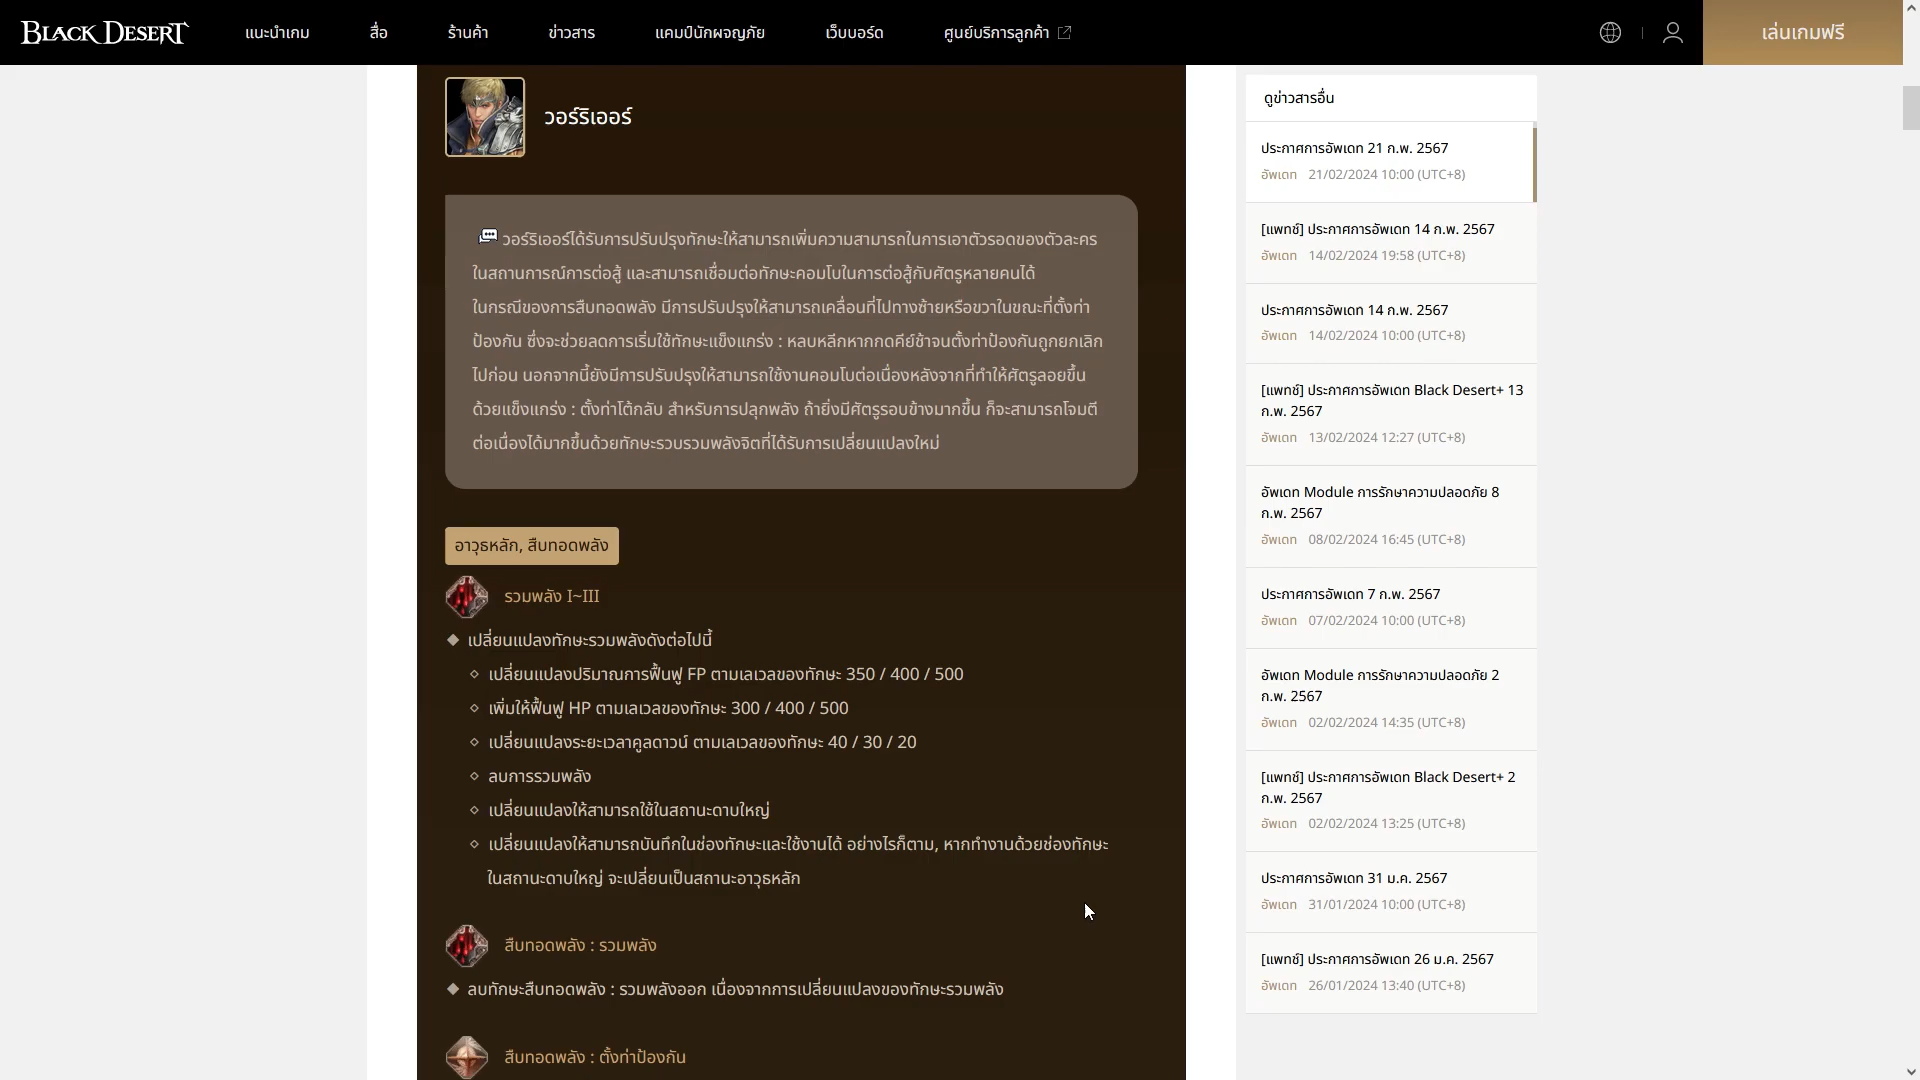 BLACK DESERT
แนะนำเกม
สื่อ
ร้านค้า
ข่าวสาร
แคมป์นักผจญภัย
เว็บบอร์ด
ศูนย์บริการลูกค้า
เล่นเกมฟรี
วอร์ริเออร์
วอร์ริเออร์ได้รับการปรับปรุงทักษะให้สามารถเพิ่มความสามารถในการเอาตัวรอดของตัวละคร
ในสถานการณ์การต่อสู้ และสามารถเชื่อมต่อทักษะคอมโบในการต่อสู้กับศัตรูหลายคนได้
ในกรณีของการสืบทอดพลัง มีการปรับปรุงให้สามารถเคลื่อนที่ไปทางซ้ายหรือขวาในขณะที่ตั้งท่า
ป้องกัน ซึ่งจะช่วยลดการเริ่มใช้ทักษะแข็งแกร่ง : หลบหลีกหากกดคีย์ช้าจนตั้งท่าป้องกันถูกยกเลิก
ไปก่อน นอกจากนี้ยังมีการปรับปรุงให้สามารถใช้งานคอมโบต่อเนื่องหลังจากที่ทำให้ศัตรูลอยขึ้น
ด้วยแข็งแกร่ง : ตั้งท่าโต้กลับ สำหรับการปลุกพลัง ถ้ายิ่งมีศัตรูรอบข้างมากขึ้น ก็จะสามารถโจมตี
ต่อเนื่องได้มากขึ้นด้วยทักษะรวบรวมพลังจิตที่ได้รับการเปลี่ยนแปลงใหม่
อาวุธหลัก, สืบทอดพลัง
รวมพลัง I~III
เปลี่ยนแปลงทักษะรวมพลังดังต่อไปนี้
เปลี่ยนแปลงปริมาณการฟื้นฟู FP ตามเลเวลของทักษะ 350 / 400 / 500
เพิ่มให้ฟื้นฟู HP ตามเลเวลของทักษะ 300 / 400 / 500
เปลี่ยนแปลงระยะเวลาคูลดาวน์ ตามเลเวลของทักษะ 40 / 30 / 20
ลบการรวมพลัง
เปลี่ยนแปลงให้สามารถใช้ในสถานะดาบใหญ่
เปลี่ยนแปลงให้สามารถบันทึกในช่องทักษะและใช้งานได้ อย่างไรก็ตาม, หากทำงานด้วยช่องทักษะ
ในสถานะดาบใหญ่ จะเปลี่ยนเป็นสถานะอาวุธหลัก
สืบทอดพลัง : รวมพลัง
ลบทักษะสืบทอดพลัง : รวมพลังออก เนื่องจากการเปลี่ยนแปลงของทักษะรวมพลัง
สืบทอดพลัง : ตั้งท่าป้องกัน
ดูข่าวสารอื่น
ประกาศการอัพเดท 21 ก.พ. 2567
อัพเดท 21/02/2024 10:00 (UTC+8)
[แพทช์] ประกาศการอัพเดท 14 ก.พ. 2567
อัพเดท 14/02/2024 19:58 (UTC+8)
ประกาศการอัพเดท 14 ก.พ. 2567
อัพเดท 14/02/2024 10:00 (UTC+8)
[แพทช์] ประกาศการอัพเดท Black Desert+ 13
ก.พ. 2567
อัพเดท 13/02/2024 12:27 (UTC+8)
อัพเดท Module การรักษาความปลอดภัย 8
ก.พ. 2567
อัพเดท 08/02/2024 16:45 (UTC+8)
ประกาศการอัพเดท 7 ก.พ. 2567
อัพเดท 07/02/2024 10:00 (UTC+8)
อัพเดท Module การรักษาความปลอดภัย 2
ก.พ. 2567
อัพเดท 02/02/2024 14:35 (UTC+8)
[แพทช์] ประกาศการอัพเดท Black Desert+ 2
ก.พ. 2567
อัพเดท 02/02/2024 13:25 (UTC+8)
ประกาศการอัพเดท 31 ม.ค. 2567
อัพเดท 31/01/2024 10:00 (UTC+8)
[แพทช์] ประกาศการอัพเดท 26 ม.ค. 2567
อัพเดท 26/01/2024 13:40 (UTC+8)